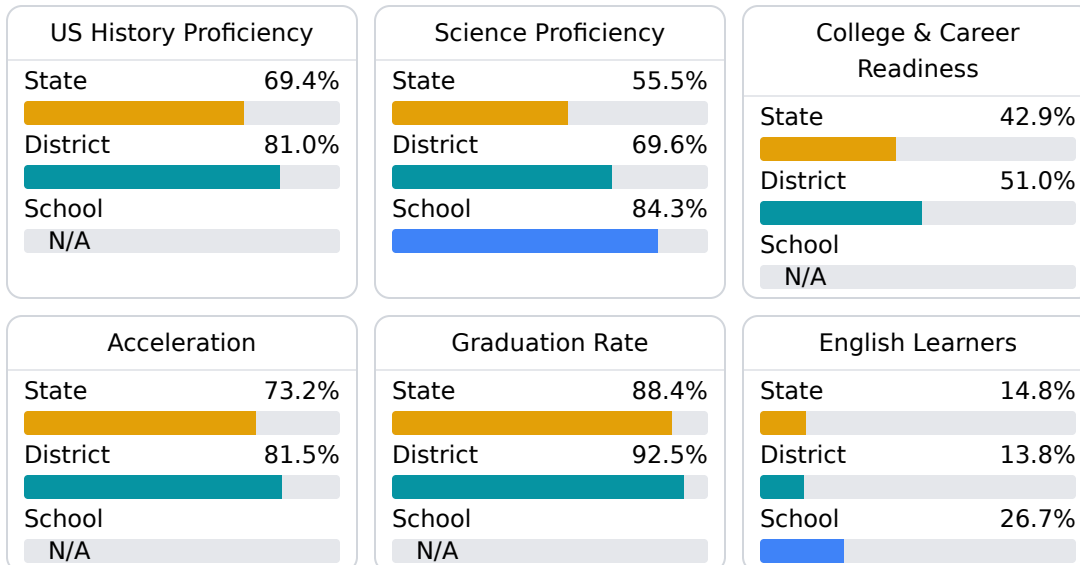 US History Proficiency
State 69.4%
District 81.0%
School
N/A
Science Proficiency
State 55.5%
District 69.6%
School 84.3%
College & Career
Readiness
State 42.9%
District 51.0%
School
N/A
Acceleration
State 73.2%
District 81.5%
School
N/A
Graduation Rate
State 88.4%
District 92.5%
School
N/A
English Learners
State 14.8%
District 13.8%
School 26.7%